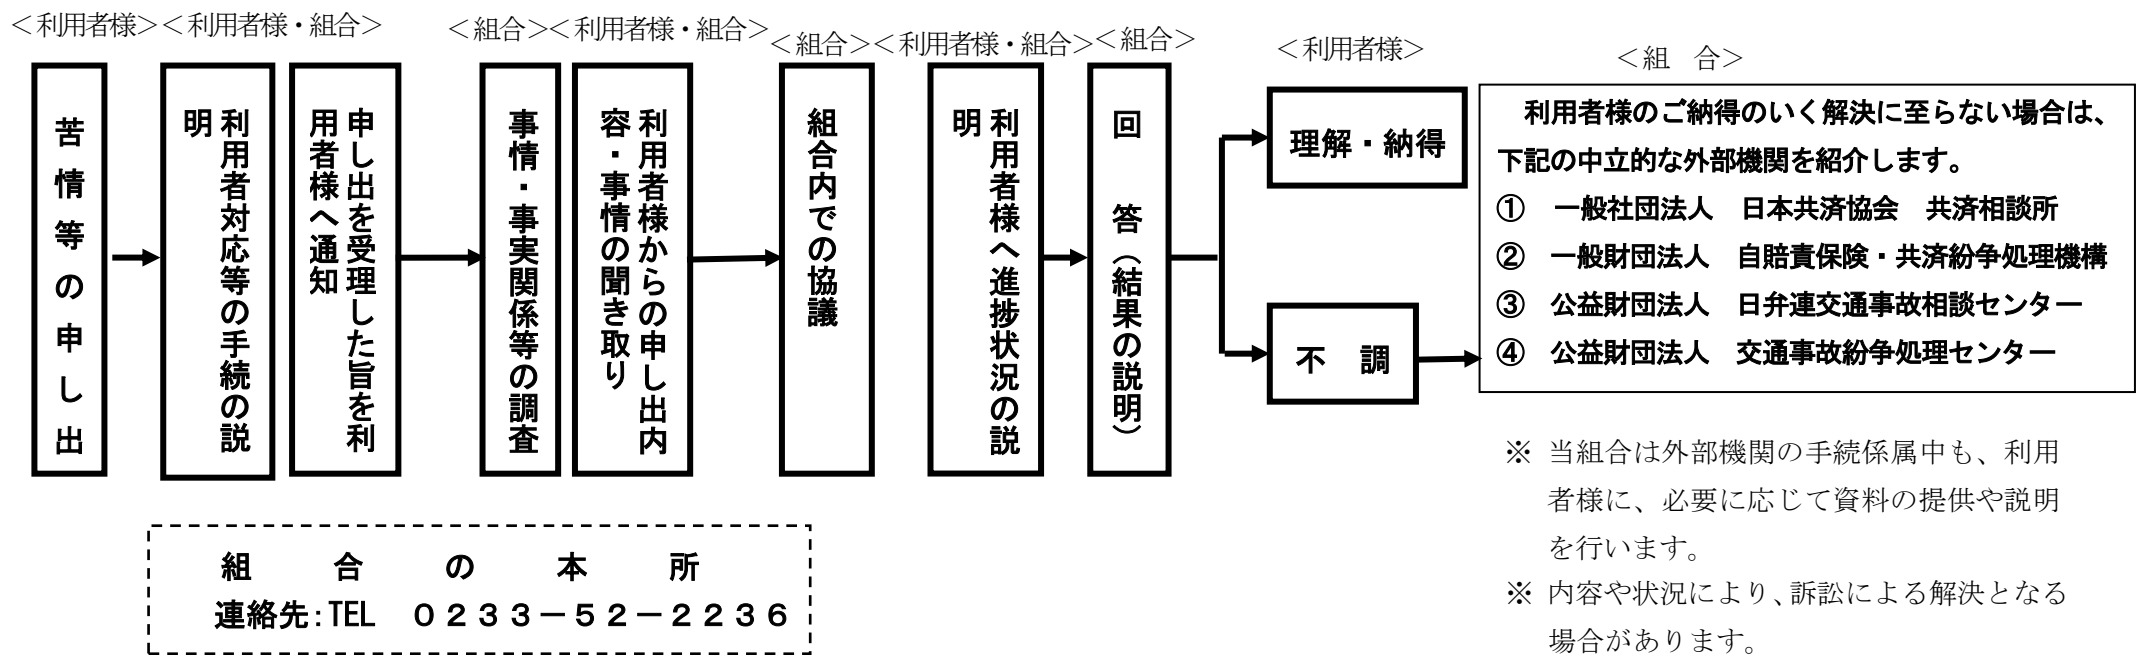 ＜利用者様＞＜利用者様・組合＞
＜組合＞＜利用者様・組合＞
＜組合＞＜利用者様・組合＞
＜組合＞
＜利用者様＞
＜組　合＞
苦情等の申し出
利用者対応等の手続の説
明
申し出を受理した旨を利
用者様へ通知
事情・事実関係等の調査
利用者様からの申し出内
容・事情の聞き取り
組合内での協議
利用者様へ進捗状況の説
明
回　答（結果の説明）
理解・納得
不　調
利用者様のご納得のいく解決に至らない場合は、
下記の中立的な外部機関を紹介します。
①　一般社団法人　日本共済協会　共済相談所
②　一般財団法人　自賠責保険・共済紛争処理機構
③　公益財団法人　日弁連交通事故相談センター
④　公益財団法人　交通事故紛争処理センター
※ 当組合は外部機関の手続係属中も、利用
者様に、必要に応じて資料の提供や説明
を行います。
※ 内容や状況により、訴訟による解決となる
場合があります。
組　合　の　本　所
連絡先：TEL　０２３３－５２－２２３６